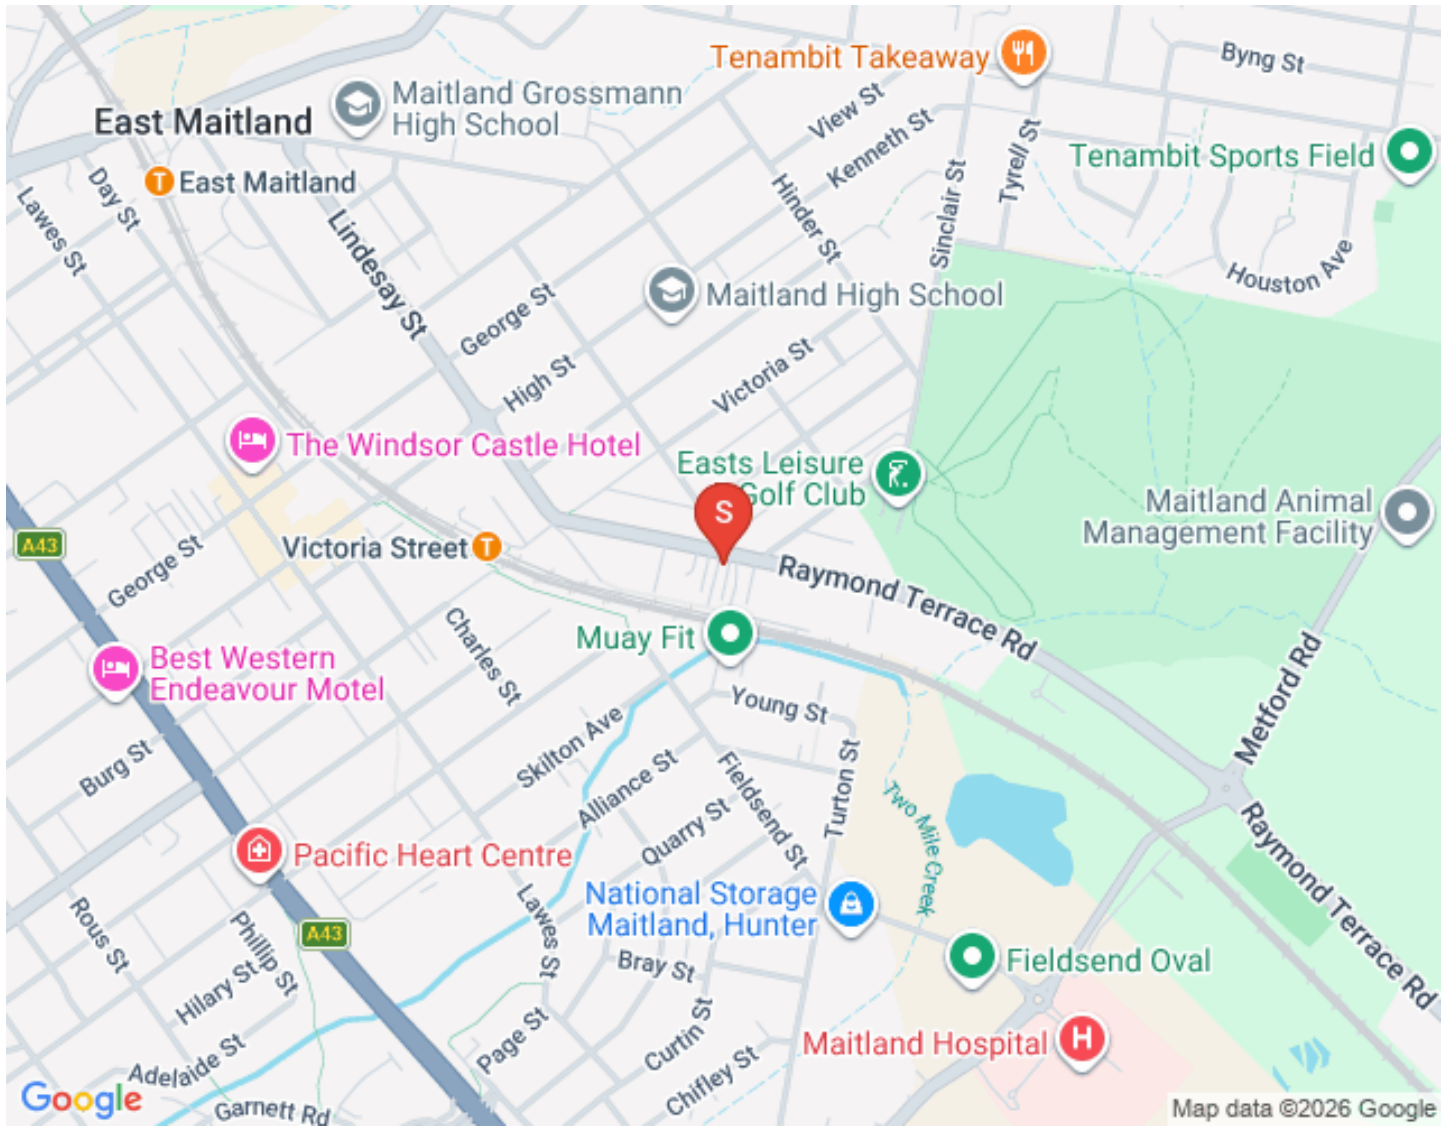 Tenambit Takeaway
Byng St
Maitland Grossmann
High School
East Maitland
View St
Kenneth St
Tyrell St
Tenambit Sports Field
East Maitland
Day St
Lawes St
Hinder St
Sinclair St
Lindesay St
Houston Ave
Maitland High School
George St
High St
Victoria St
The Windsor Castle Hotel
Easts Leisure
Golf Club
S
Maitland Animal
Management Facility
A43
T
T
Victoria Street
George St
Raymond Terrace Rd
Charles St
Muay Fit
Best Western
Endeavour Motel
Young St
Metford Rd
Skilton Ave
Burg St
Alliance St
Fieldsend St
Turton St
Two Mile Creek
Quarry St
Raymond Terrace Rd
Pacific Heart Centre
National Storage
Maitland, Hunter
Lawes St
Rous St
Phillip St
A43
Bray St
Fieldsend Oval
Hilary St
Page St
Curtin St
Maitland Hospital
H
Adelaide St
Chifley St
Garnett Rd
Google
Map data ©2026 Google